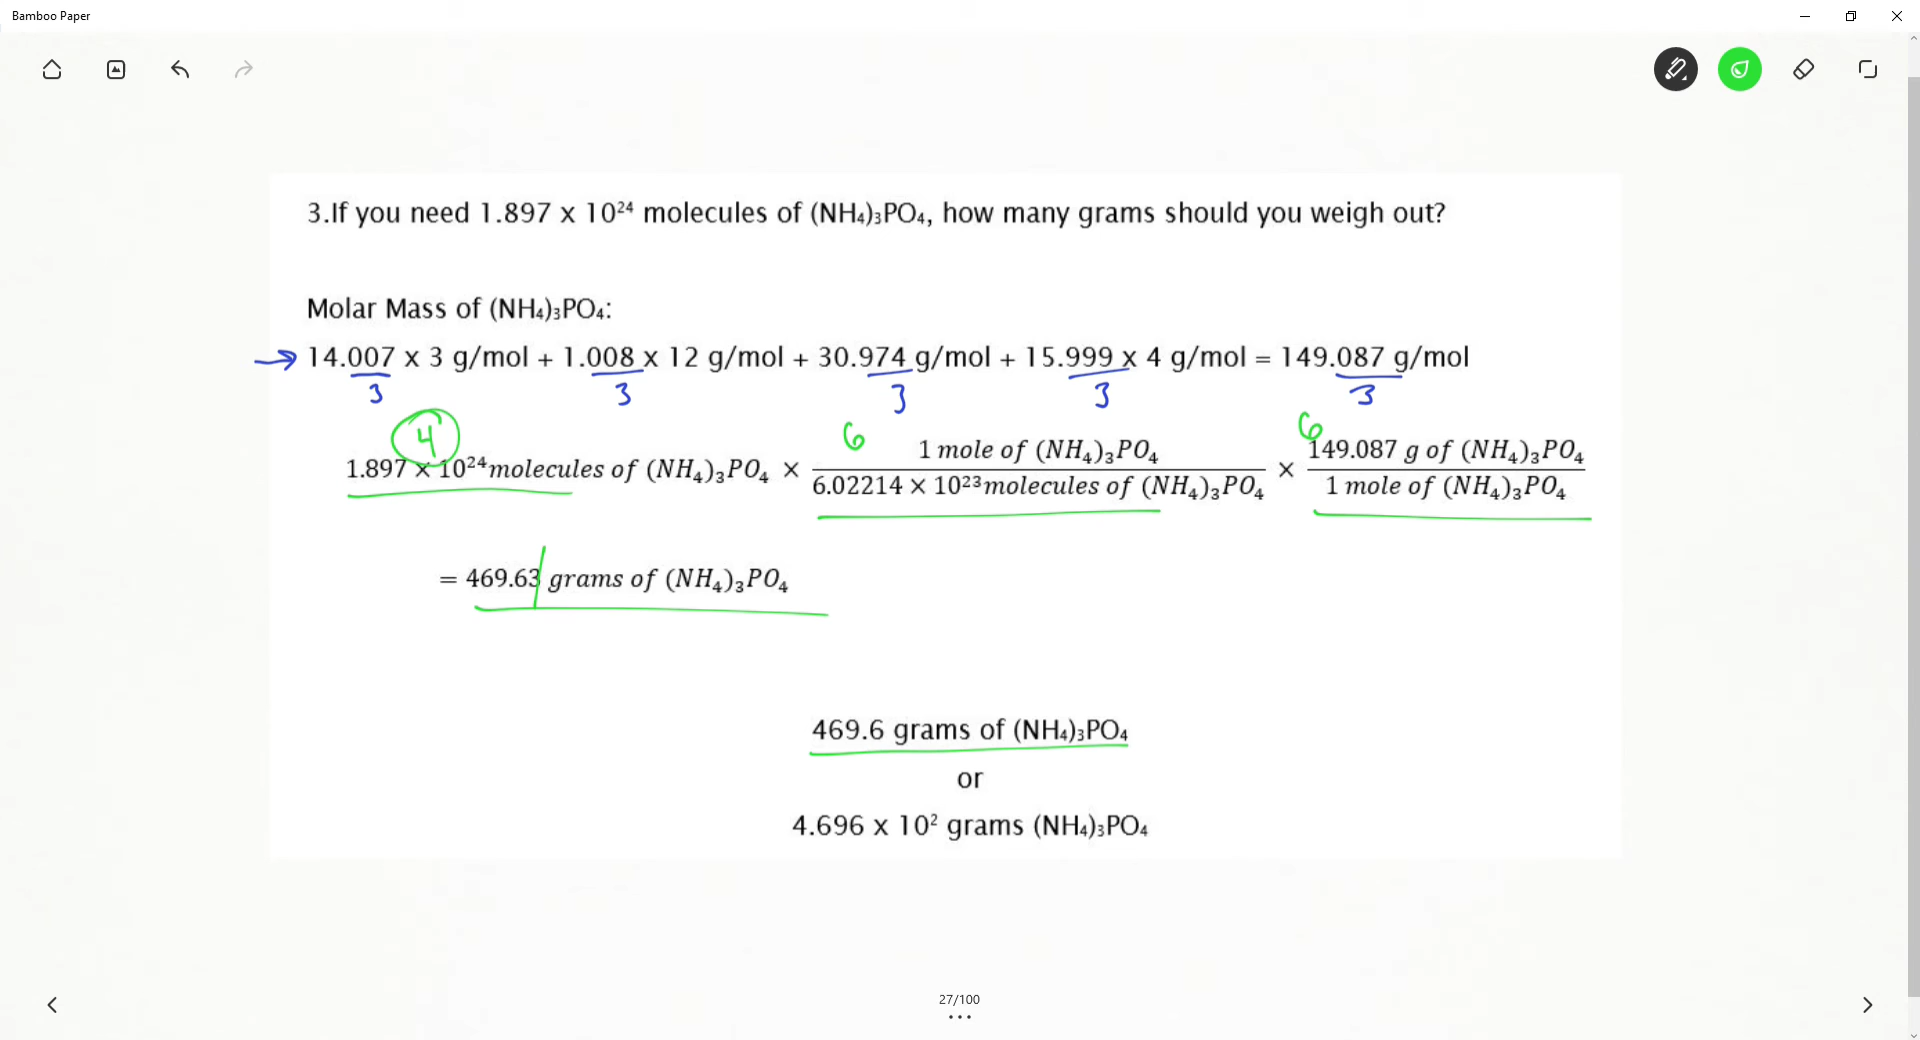 Bamboo Paper
3.If you need 1.897 x 10²⁴ molecules of (NH₄)₃PO₄, how many grams should you weigh out?
Molar Mass of (NH₄)₃PO₄:
14.007 x 3 g/mol + 1.008 x 12 g/mol + 30.974 g/mol + 15.999 x 4 g/mol = 149.087 g/mol
3 3 3 3 3
4 6 6
1 mole of (NH₄)₃PO₄ 149.087 g of (NH₄)₃PO₄
1.897 × 10²⁴molecules of (NH₄)₃PO₄ × ×
6.02214 × 10²³molecules of (NH₄)₃PO₄ 1 mole of (NH₄)₃PO₄
= 469.63 grams of (NH₄)₃PO₄
469.6 grams of (NH₄)₃PO₄
or
4.696 x 10² grams (NH₄)₃PO₄
27/100